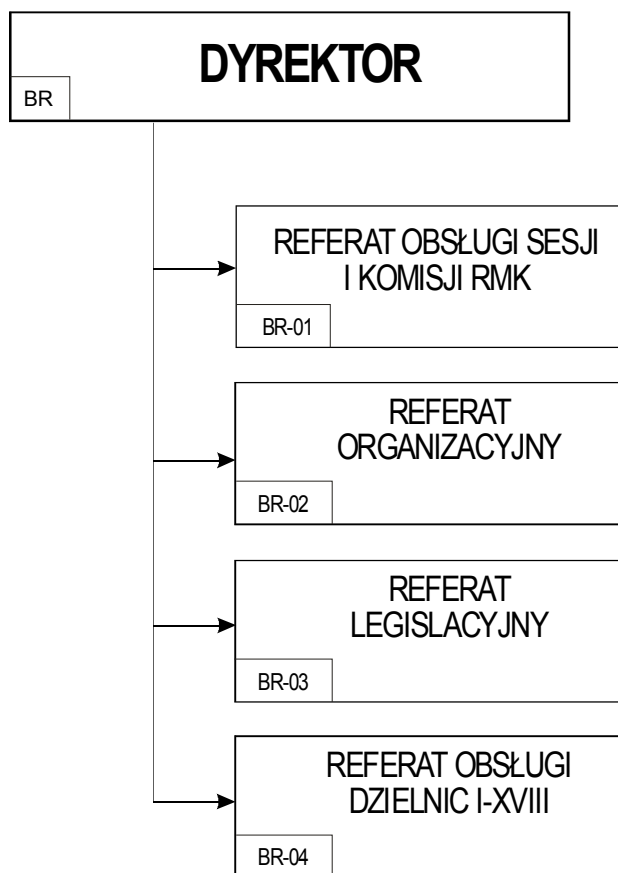 DYREKTOR
BR
REFERAT OBSŁUGI SESJI
I KOMISJI RMK
BR-01
REFERAT
ORGANIZACYJNY
BR-02
REFERAT
LEGISLACYJNY
BR-03
REFERAT OBSŁUGI
DZIELNIC I-XVIII
BR-04